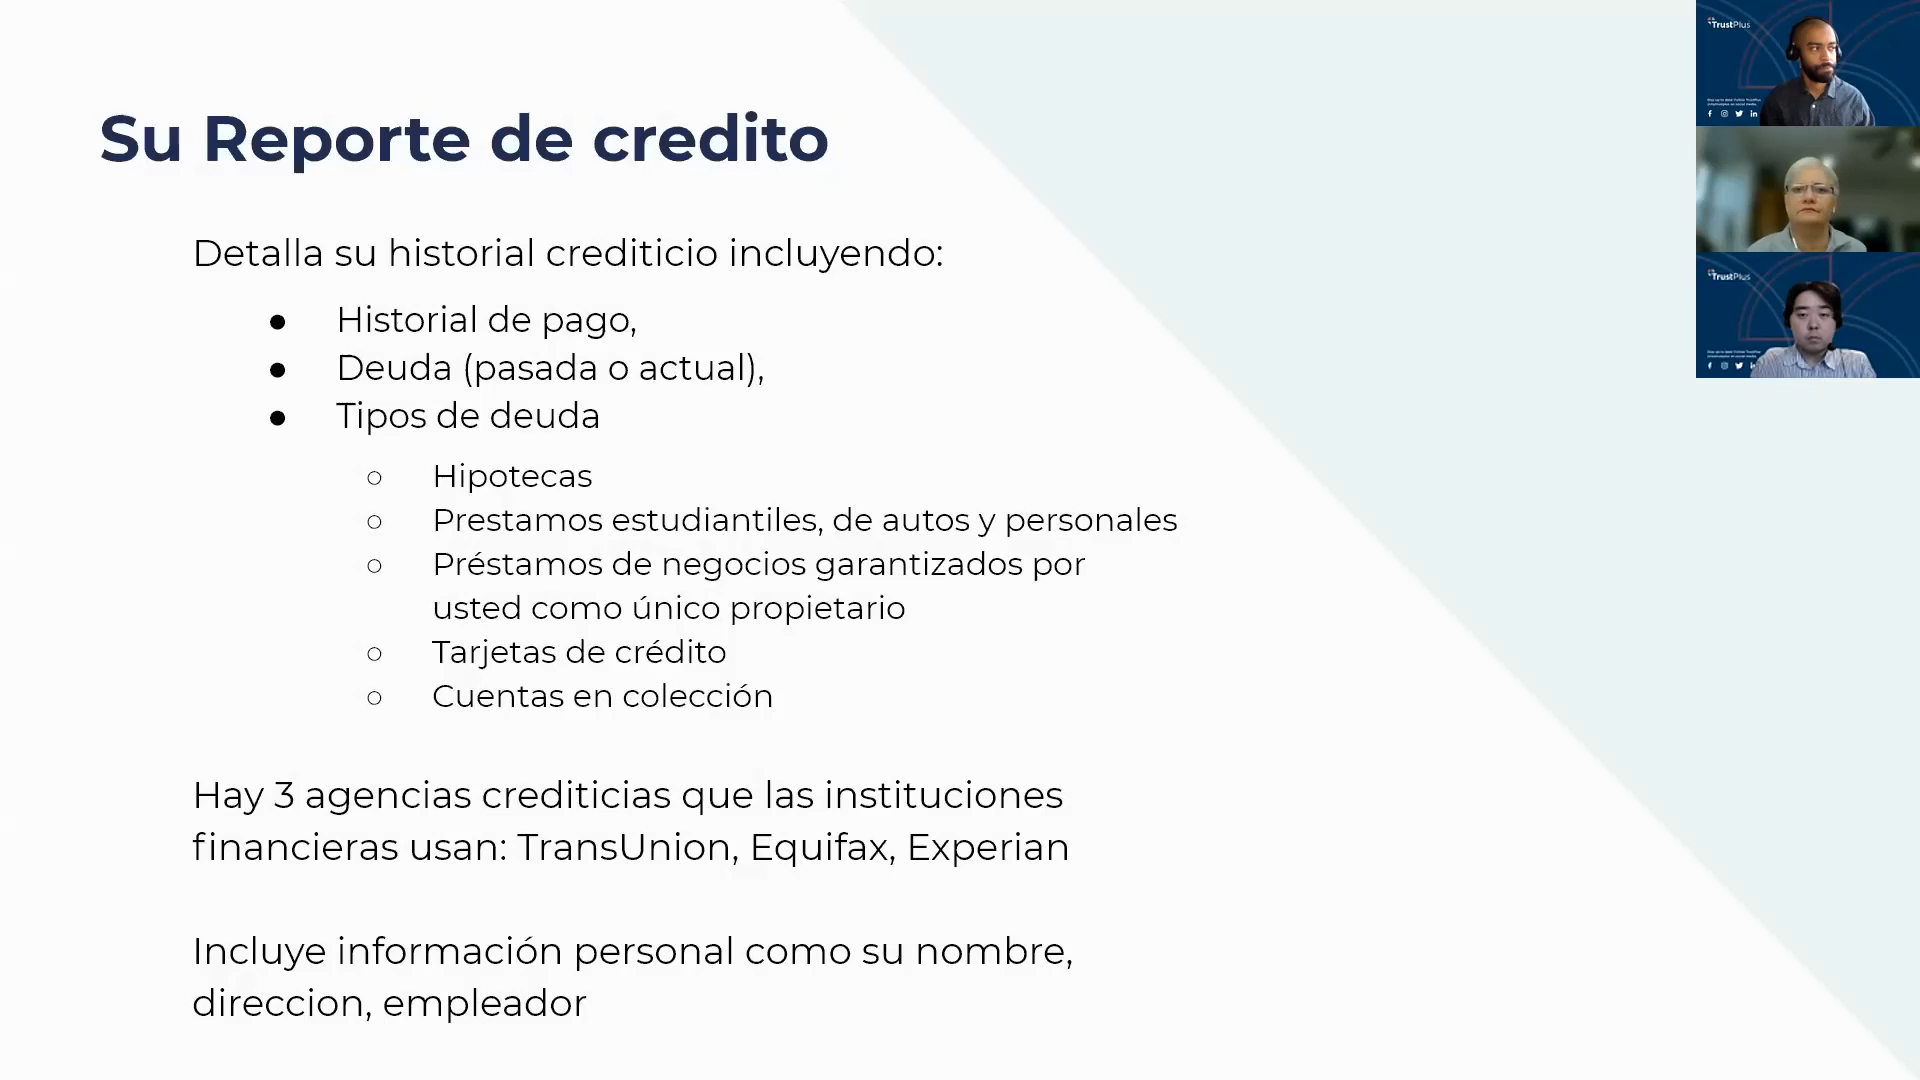 Su Reporte de credito
Detalla su historial crediticio incluyendo:
● Historial de pago,
● Deuda (pasada o actual),
● Tipos de deuda
○ Hipotecas
○ Prestamos estudiantiles, de autos y personales
○ Préstamos de negocios garantizados por
usted como único propietario
○ Tarjetas de crédito
○ Cuentas en colección
Hay 3 agencias crediticias que las instituciones
financieras usan: TransUnion, Equifax, Experian
Incluye información personal como su nombre,
direccion, empleador
TrustPlus
TrustPlus